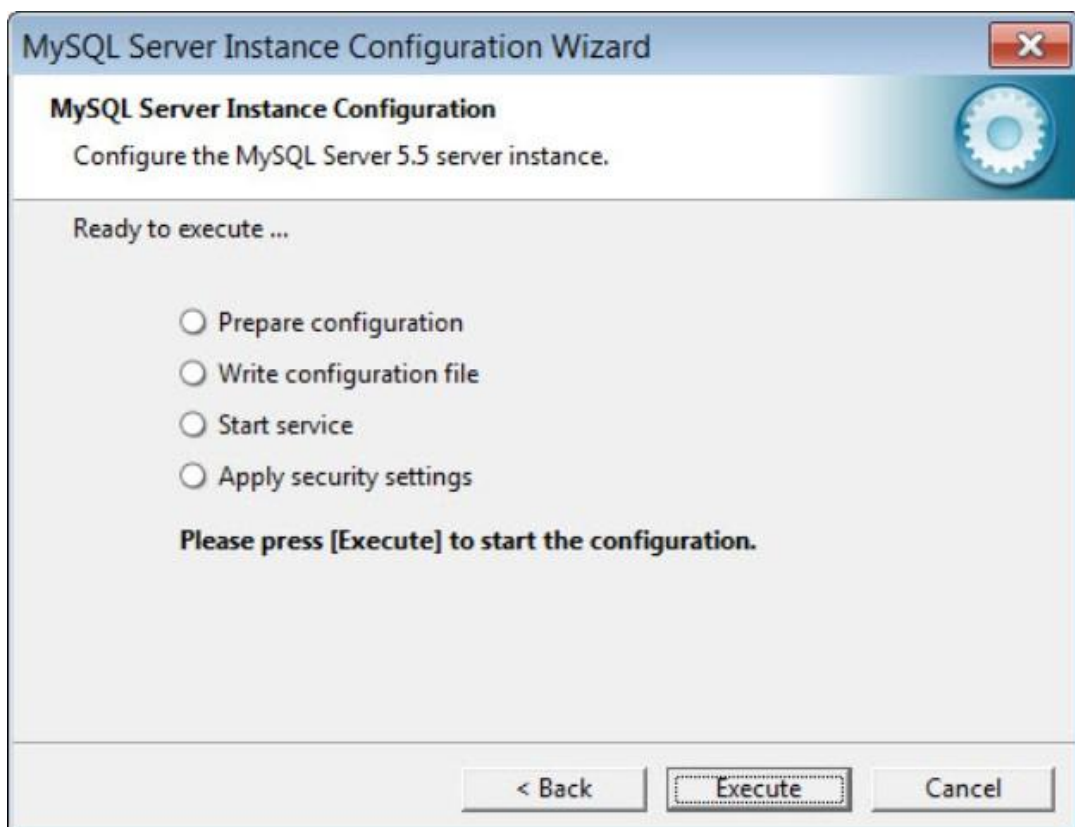 MySQL Server Instance Configuration Wizard
MySQL Server Instance Configuration
Configure the MySQL Server 5.5 server instance.
Ready to execute ...
Prepare configuration
Write configuration file
Start service
Apply security settings
Please press [Execute] to start the configuration.
< Back Execute Cancel